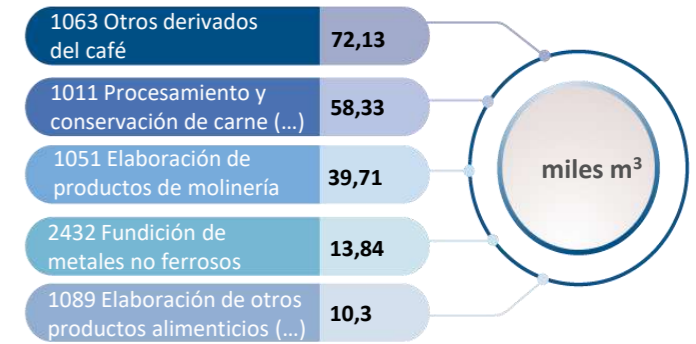 1063 Otros derivados
del café
72,13
1011 Procesamiento y
conservación de carne (...)
58,33
1051 Elaboración de
productos de molinería
39,71
2432 Fundición de
metales no ferrosos
13,84
1089 Elaboración de otros
productos alimenticios (...)
10,3
miles m³